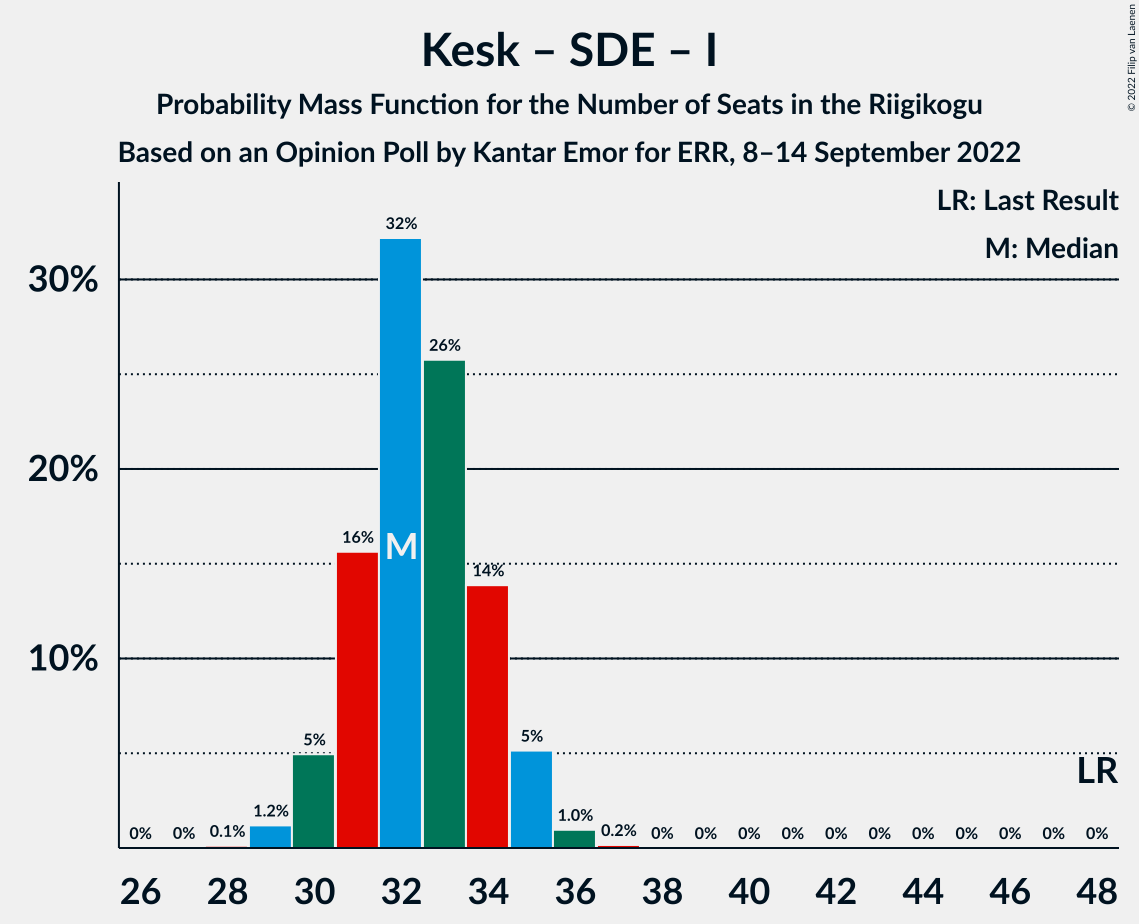 Kesk – SDE – I
Probability Mass Function for the Number of Seats in the Riigikogu
Based on an Opinion Poll by Kantar Emor for ERR, 8–14 September 2022
© 2022 Filip van Laenen
LR: Last Result
M: Median
30%
20%
10%
0% 0% 0.1% 1.2% 5% 16% 32% 26% 14% 5% 1.0% 0.2% 0% 0% 0% 0% 0% 0% 0% 0% 0% 0% 0%
M
LR
26 28 30 32 34 36 38 40 42 44 46 48